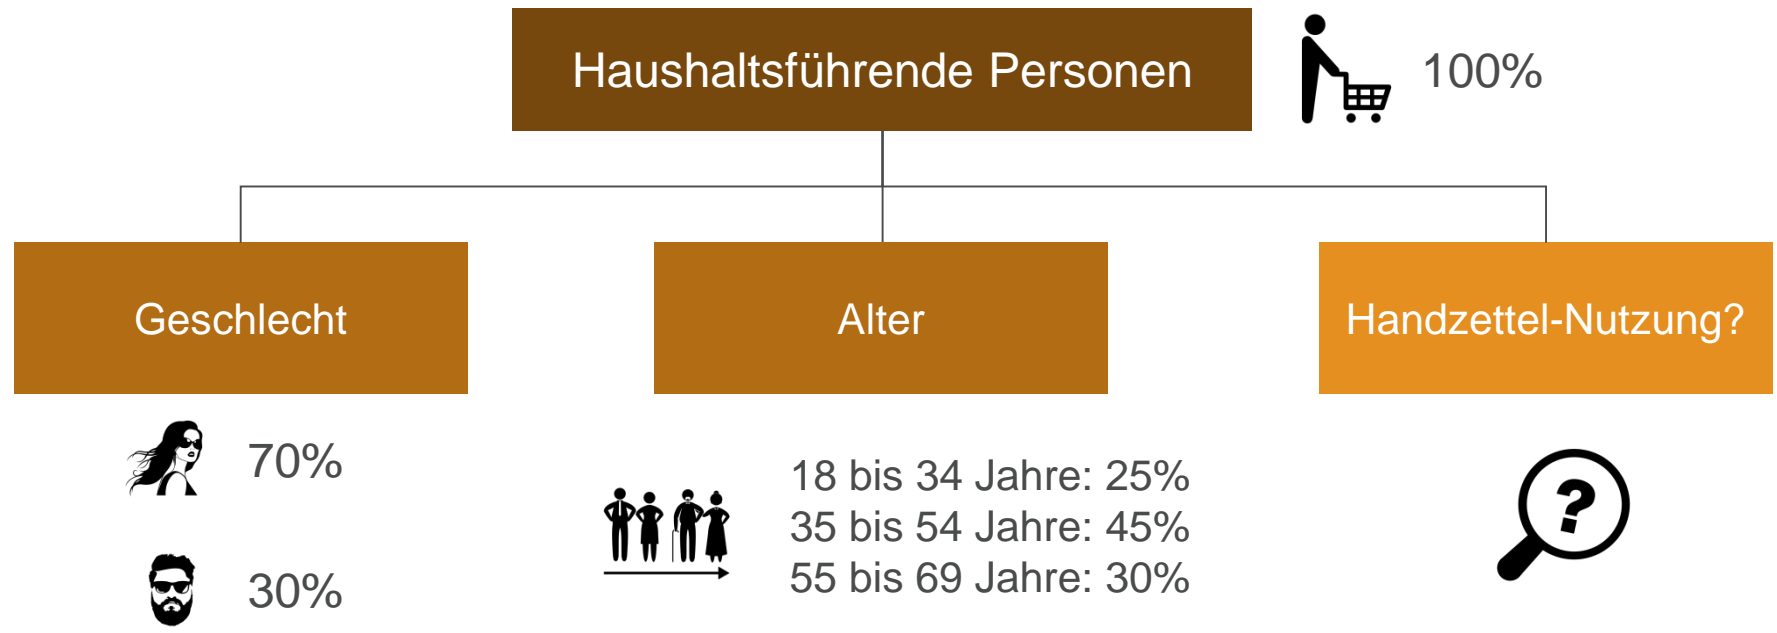 Haushaltsführende Personen
100%
Geschlecht
Alter
Handzettel-Nutzung?
70%
30%
18 bis 34 Jahre: 25%
35 bis 54 Jahre: 45%
55 bis 69 Jahre: 30%
?